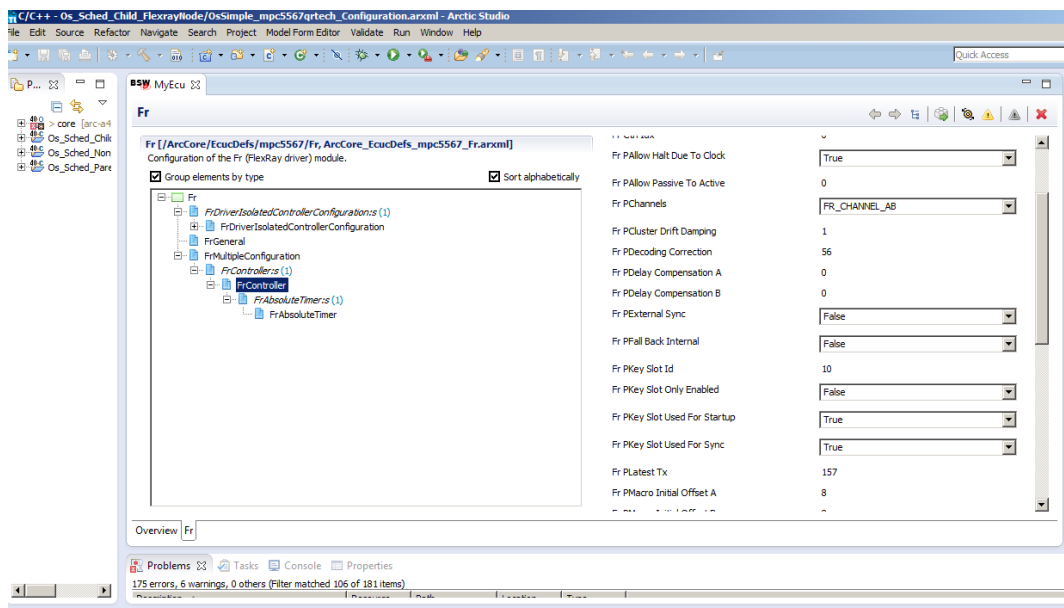 C/C++ - Os_Sched_Child_FlexrayNode/OsSimple_mpc5567qrtech_Configuration.arxml - Arctic Studio
File Edit Source Refactor Navigate Search Project Model Form Editor Validate Run Window Help
Quick Access
P...
> core [arc-a4
Os_Sched_Chilc
Os_Sched_Non
Os_Sched_Pare
BSW MyEcu
Fr
Fr [/ArcCore/EcucDefs/mpc5567/Fr, ArcCore_EcucDefs_mpc5567_Fr.arxml]
Configuration of the Fr (FlexRay driver) module.
Group elements by type
Sort alphabetically
Fr
FrDriverIsolatedControllerConfiguration:s (1)
FrDriverIsolatedControllerConfiguration
FrGeneral
FrMultipleConfiguration
FrController:s (1)
FrController
FrAbsoluteTimer:s (1)
FrAbsoluteTimer
Fr PAllow Halt Due To Clock True
Fr PAllow Passive To Active 0
Fr PChannels FR_CHANNEL_AB
Fr PCluster Drift Damping 1
Fr PDecoding Correction 56
Fr PDelay Compensation A 0
Fr PDelay Compensation B 0
Fr PExternal Sync False
Fr PFall Back Internal False
Fr PKey Slot Id 10
Fr PKey Slot Only Enabled False
Fr PKey Slot Used For Startup True
Fr PKey Slot Used For Sync True
Fr PLatest Tx 157
Fr PMacro Initial Offset A 8
Overview Fr
Problems Tasks Console Properties
175 errors, 6 warnings, 0 others (Filter matched 106 of 181 items)